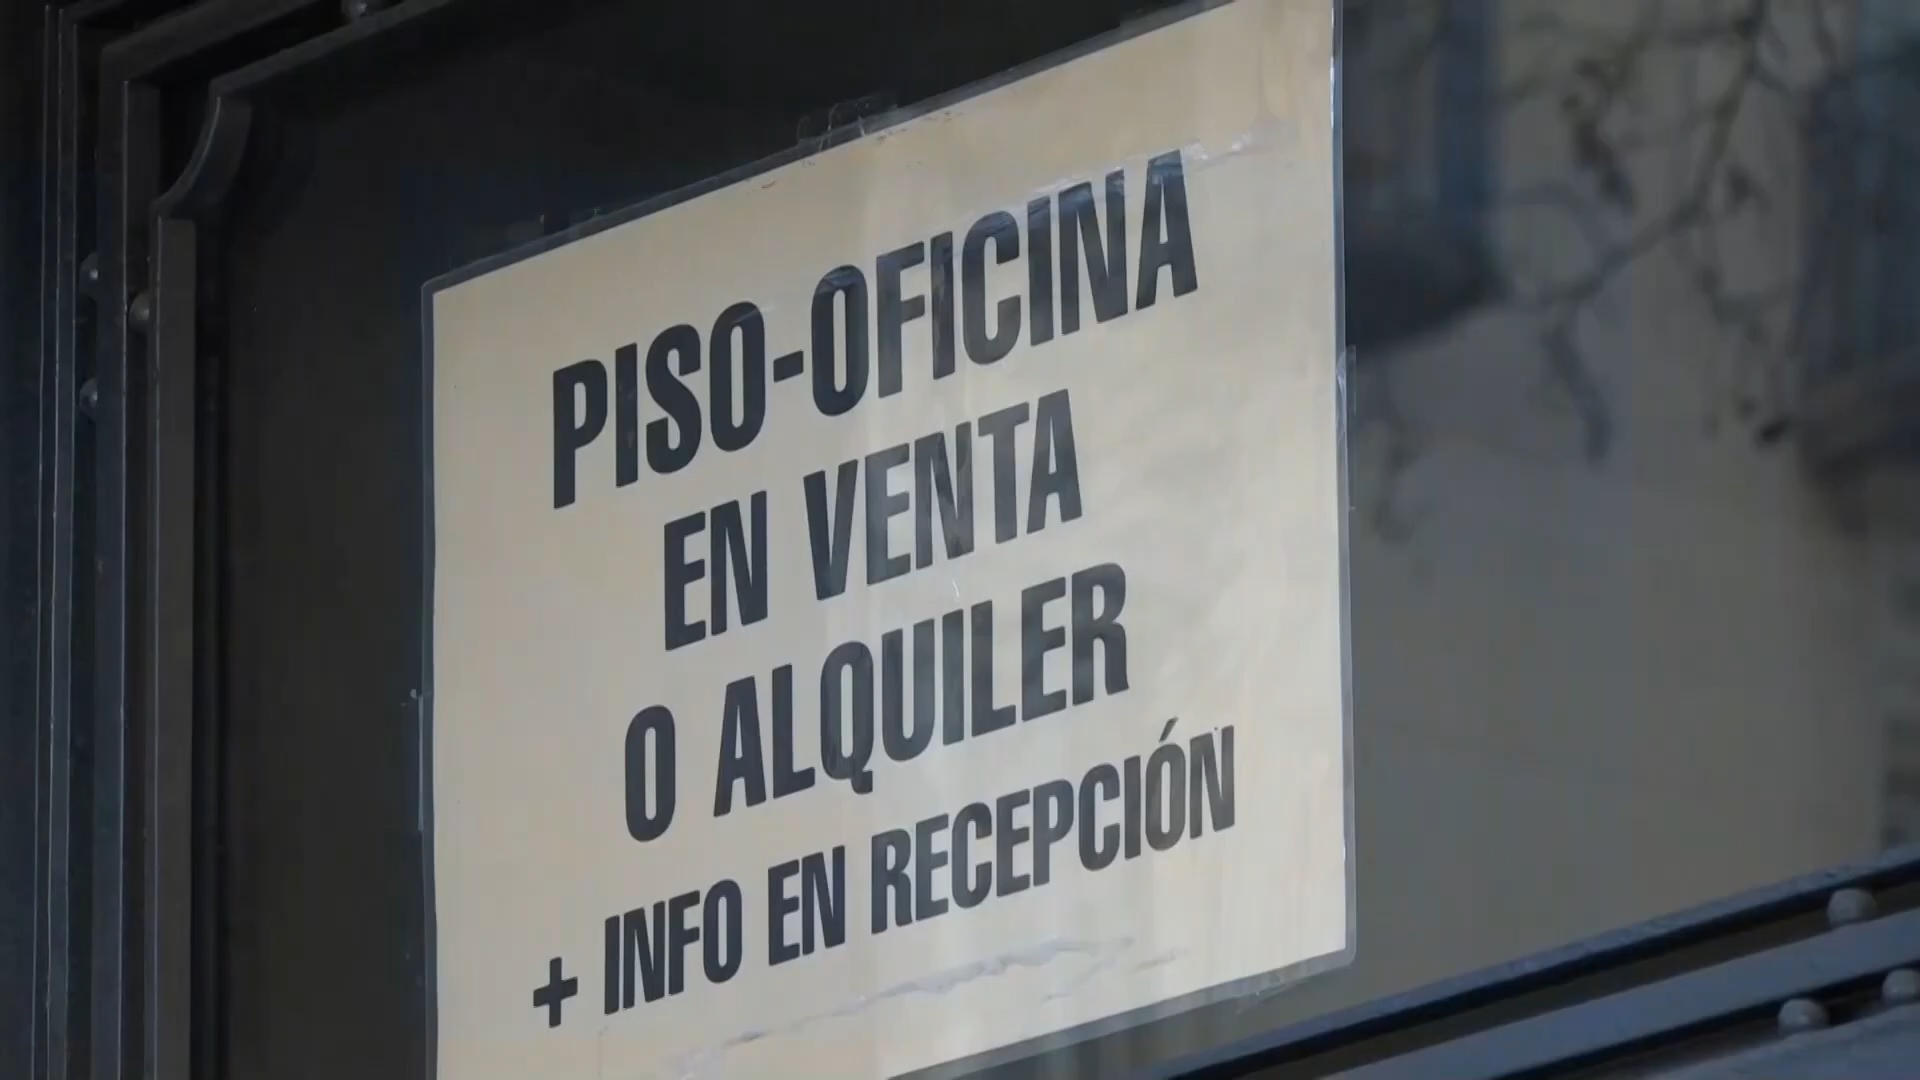 PISO-OFICINA
EN VENTA
O ALQUILER
+ INFO EN RECEPCIÓN